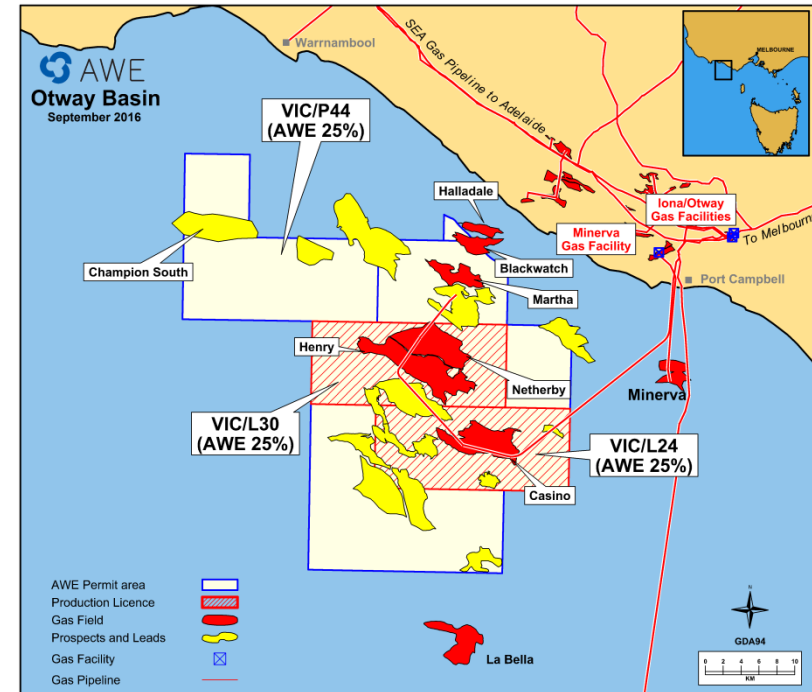 AWE
Otway Basin
September 2016
Warrnambool
SEA Gas Pipeline to Adelaide
MELBOURNE
VIC/P44
(AWE 25%)
Halladale
Iona/Otway
Gas Facilities
Minerva
Gas Facility
To Melbourn
Champion South
Blackwatch
Martha
Port Campbell
Henry
Netherby
Minerva
VIC/L30
(AWE 25%)
VIC/L24
(AWE 25%)
Casino
AWE Permit area
Production Licence
Gas Field
Prospects and Leads
Gas Facility
Gas Pipeline
La Bella
N
GDA94
0 2 4 6 8 10
KM